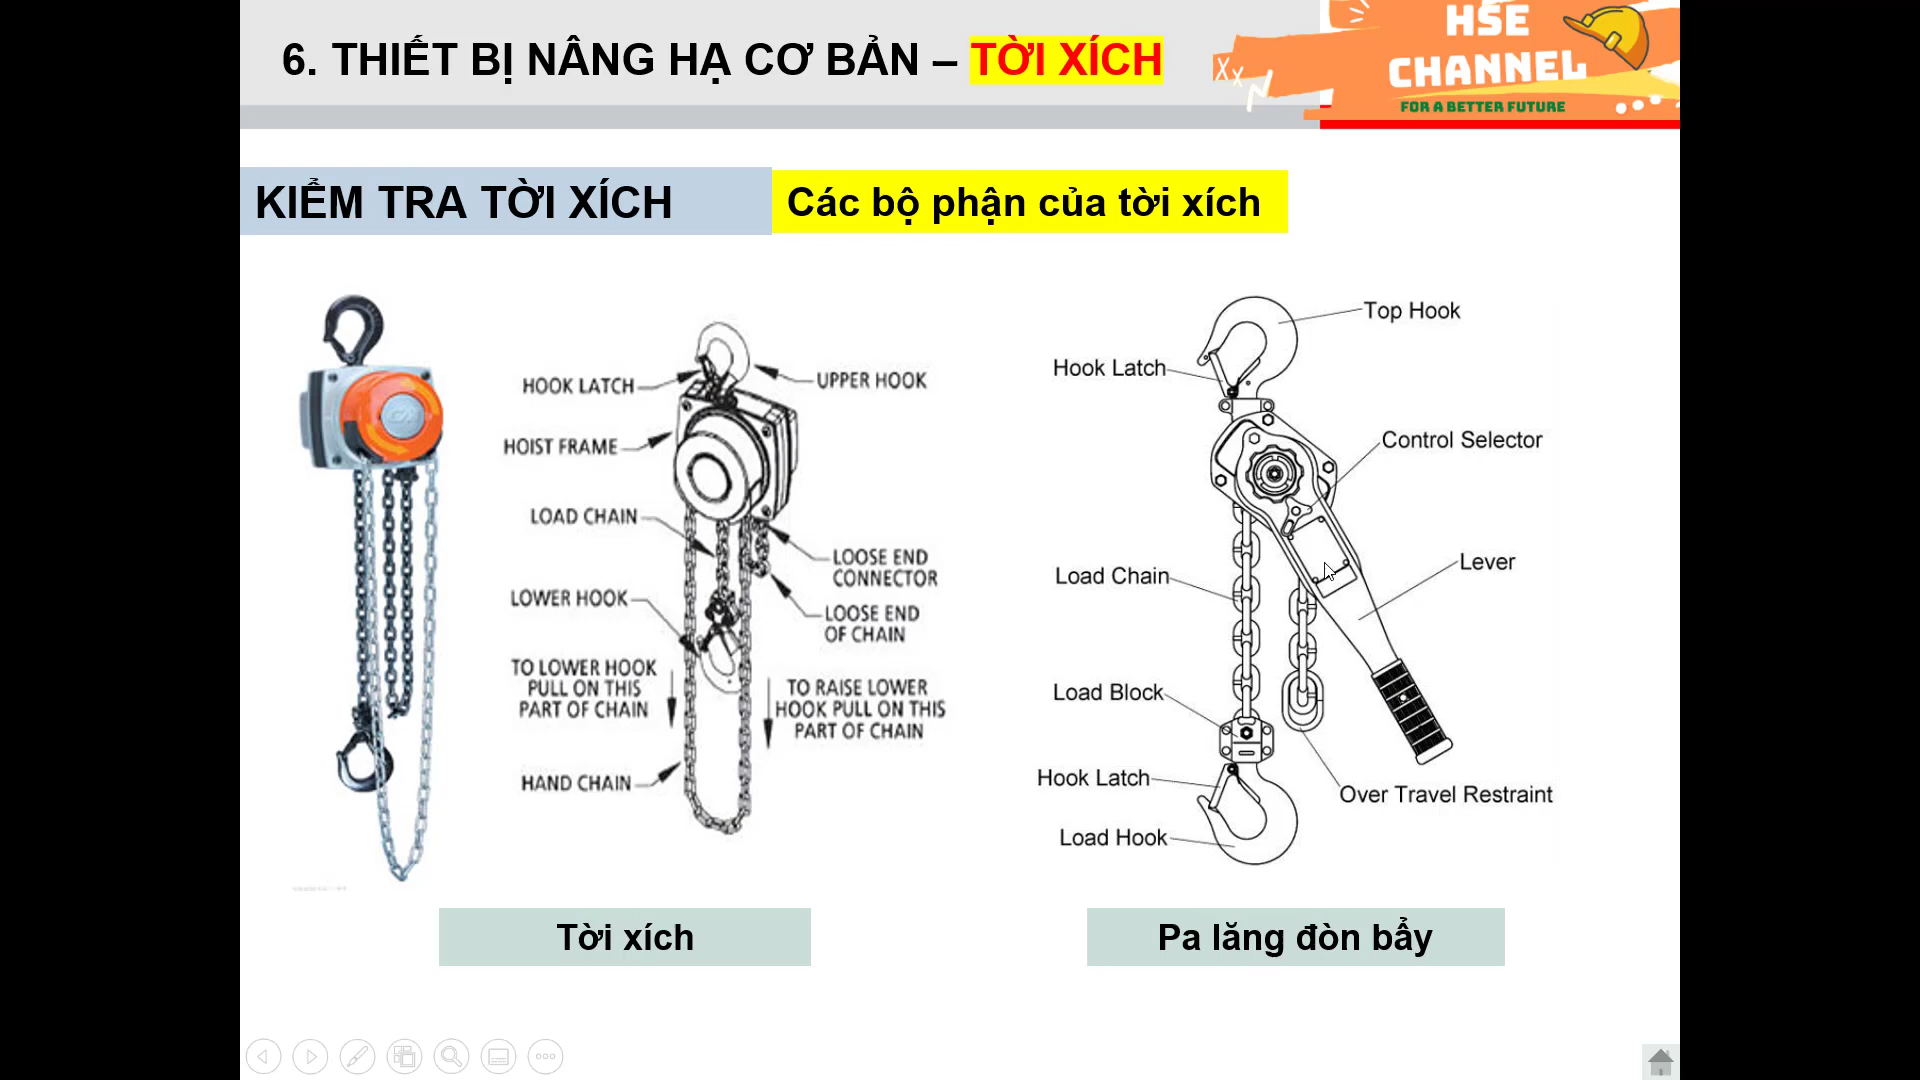 6. THIẾT BỊ NÂNG HẠ CƠ BẢN – TỜI XÍCH
HSE
CHANNEL
FOR A BETTER FUTURE
KIỂM TRA TỜI XÍCH
Các bộ phận của tời xích
HOOK LATCH
UPPER HOOK
HOIST FRAME
LOAD CHAIN
LOOSE END
CONNECTOR
LOWER HOOK
LOOSE END
OF CHAIN
TO LOWER HOOK
PULL ON THIS
PART OF CHAIN
TO RAISE LOWER
HOOK PULL ON THIS
PART OF CHAIN
HAND CHAIN
Top Hook
Hook Latch
Control Selector
Lever
Load Chain
Load Block
Hook Latch
Over Travel Restraint
Load Hook
Tời xích
Pa lăng đòn bẩy